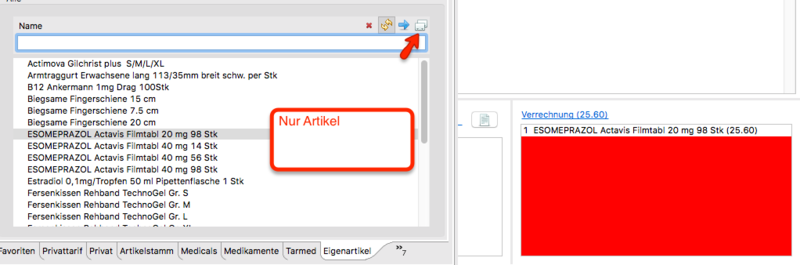 Name
Actimova Gilchrist plus S/M/L/XL
Armtraggurt Erwachsene lang 113/35mm breit schw. per Stk
B12 Ankermann 1mg Drag 100Stk
Biegsame Fingerschiene 15 cm
Biegsame Fingerschiene 7.5 cm
Biegsame Fingerschiene 20 cm
ESOMEPRAZOL Actavis Filmtabl 20 mg 98 Stk
ESOMEPRAZOL Actavis Filmtabl 40 mg 14 Stk
ESOMEPRAZOL Actavis Filmtabl 40 mg 56 Stk
ESOMEPRAZOL Actavis Filmtabl 40 mg 98 Stk
Estradiol 0,1mg/Tropfen 50 ml Pipettenflasche 1 Stk
Fersenkissen Rehband TechnoGel Gr. S
Fersenkissen Rehband TechnoGel Gr. M
Fersenkissen Rehband TechnoGel Gr. L
Nur Artikel
Favoriten Privattarif Privat Artikelstamm Medicals Medikamente Tarmed Eigenartikel »7
Verrechnung (25.60)
1 ESOMEPRAZOL Actavis Filmtabl 20 mg 98 Stk (25.60)